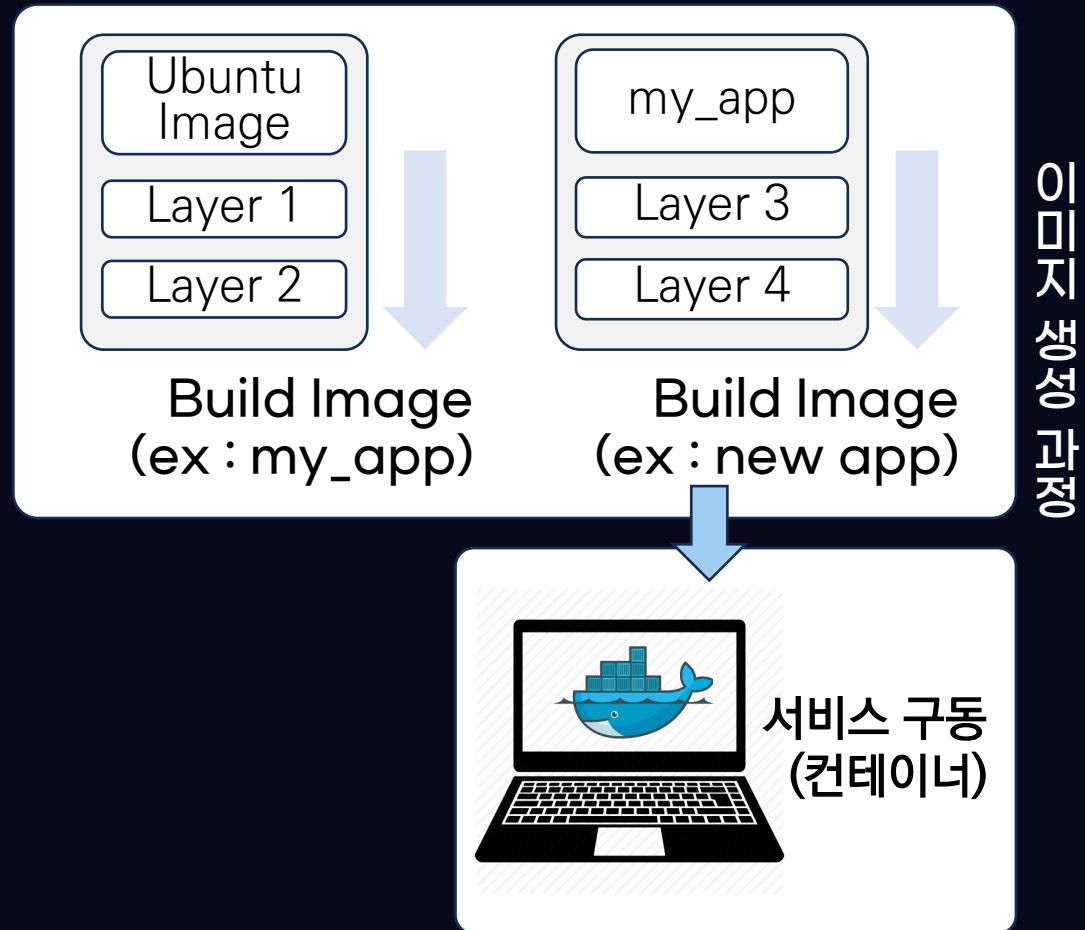 Ubuntu
Image
Layer 1
Layer 2
Build Image
(ex : my_app)
my_app
Layer 3
Layer 4
Build Image
(ex : new app)
이미지 생성 과정
서비스 구동
(컨테이너)